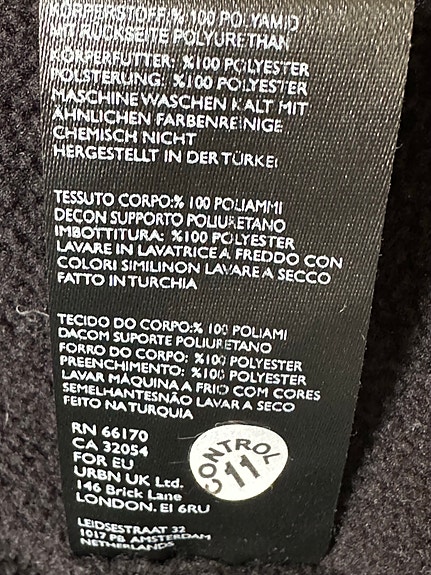 KÖRPERSTOFF:% 100 POLYAMID
MIT RÜCKSEITE POLYURETHAN
KÖRPERFUTTER: %100 POLYESTER
POLSTERUNG: %100 POLYESTER
MASCHINE WASCHEN KALT MIT
ÄHNLICHEN FARBENREINIGE
CHEMISCH NICHT
HERGESTELLT IN DER TÜRKEI
TESSUTO CORPO:% 100 POLIAMMI
DECON SUPPORTO POLIURETANO
IMBOTTITURA: %100 POLYESTER
LAVARE IN LAVATRICE A FREDDO CON
COLORI SIMILINON LAVARE A SECCO
FATTO IN TURCHIA
TECIDO DO CORPO:% 100 POLIAMI
DACOM SUPORTE POLIURETANO
FORRO DO CORPO: %100 POLYESTER
PREENCHIMENTO: %100 POLYESTER
LAVAR MÁQUINA A FRIO COM CORES
SEMELHANTESNÃO LAVAR A SECO
FEITO NA TURQUIA
RN 66170
CA 32054
FOR EU
URBN UK Ltd.
146 Brick Lane
LONDON. E1 6RU
LEIDSESTRAAT 32
1017 PB AMSTERDAM
NETHERLANDS
CONTROL
11